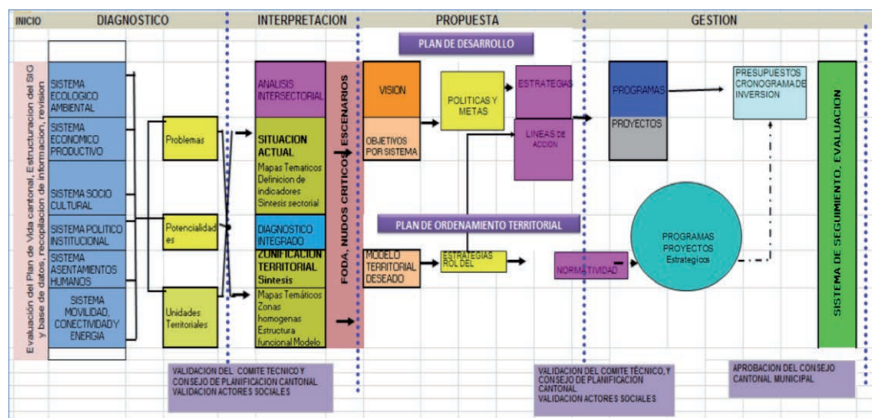 INICIO
DIAGNOSTICO
INTERPRETACION
PROPUESTA
GESTION
Evaluación del Plan de Vida cantonal, Estructuracion del SIG
y base de datos, recopilacion de informacion, revision
SISTEMA
ECOLOGICO
AMBIENTAL
SISTEMA
ECONOMICO
PRODUCTIVO
SISTEMA SOCIO
CULTURAL
SISTEMA POLITICO
INSTITUCIONAL
SISTEMA
ASENTAMIENTOS
HUMANOS
SISTEMA
MOVILIDAD,
CONECTIVIDAD Y
ENERGIA
Problemas
Potencialidad
es
Unidades
Territoriales
ANALISIS
INTERSECTORIAL
SITUACION
ACTUAL
Mapas Tematicos
Definicion de
indicadores
Sintesis sectorial
DIAGNOSTICO
INTEGRADO
ZONIFICACION
TERRITORIAL
Sintesis
Mapas Temáticos
Zonas
homogenas
Estructura
funcional Modelo
FODA, NUDOS CRITICOS, ESCENARIOS
PLAN DE DESARROLLO
VISION
OBJETIVOS
POR SISTEMA
POLITICAS Y
METAS
ESTRATEGIAS
LINEAS DE
ACCION
PLAN DE ORDENAMIENTO TERRITORIAL
MODELO
TERRITORIAL
DESEADO
ESTRATEGIAS
ROL DEL
NORMATIVIDAD
PROGRAMAS
PROYECTOS
PROGRAMAS
PROYECTOS
Estrategicos
PRESUPUESTOS
CRONOGRAMA DE
INVERSION
SISTEMA DE SEGUIMIENTO, EVALUACION
VALIDACION DEL COMITE TECNICO Y
CONSEJO DE PLANIFICACION CANTONAL
VALIDACION ACTORES SOCIALES
VALIDACION DEL COMITÉ TÉCNICO, Y
CONSEJO DE PLANIFICACION
CANTONAL
VALIDACION ACTORES SOCIALES
APROBACION DEL CONSEJO
CANTONAL MUNICIPAL